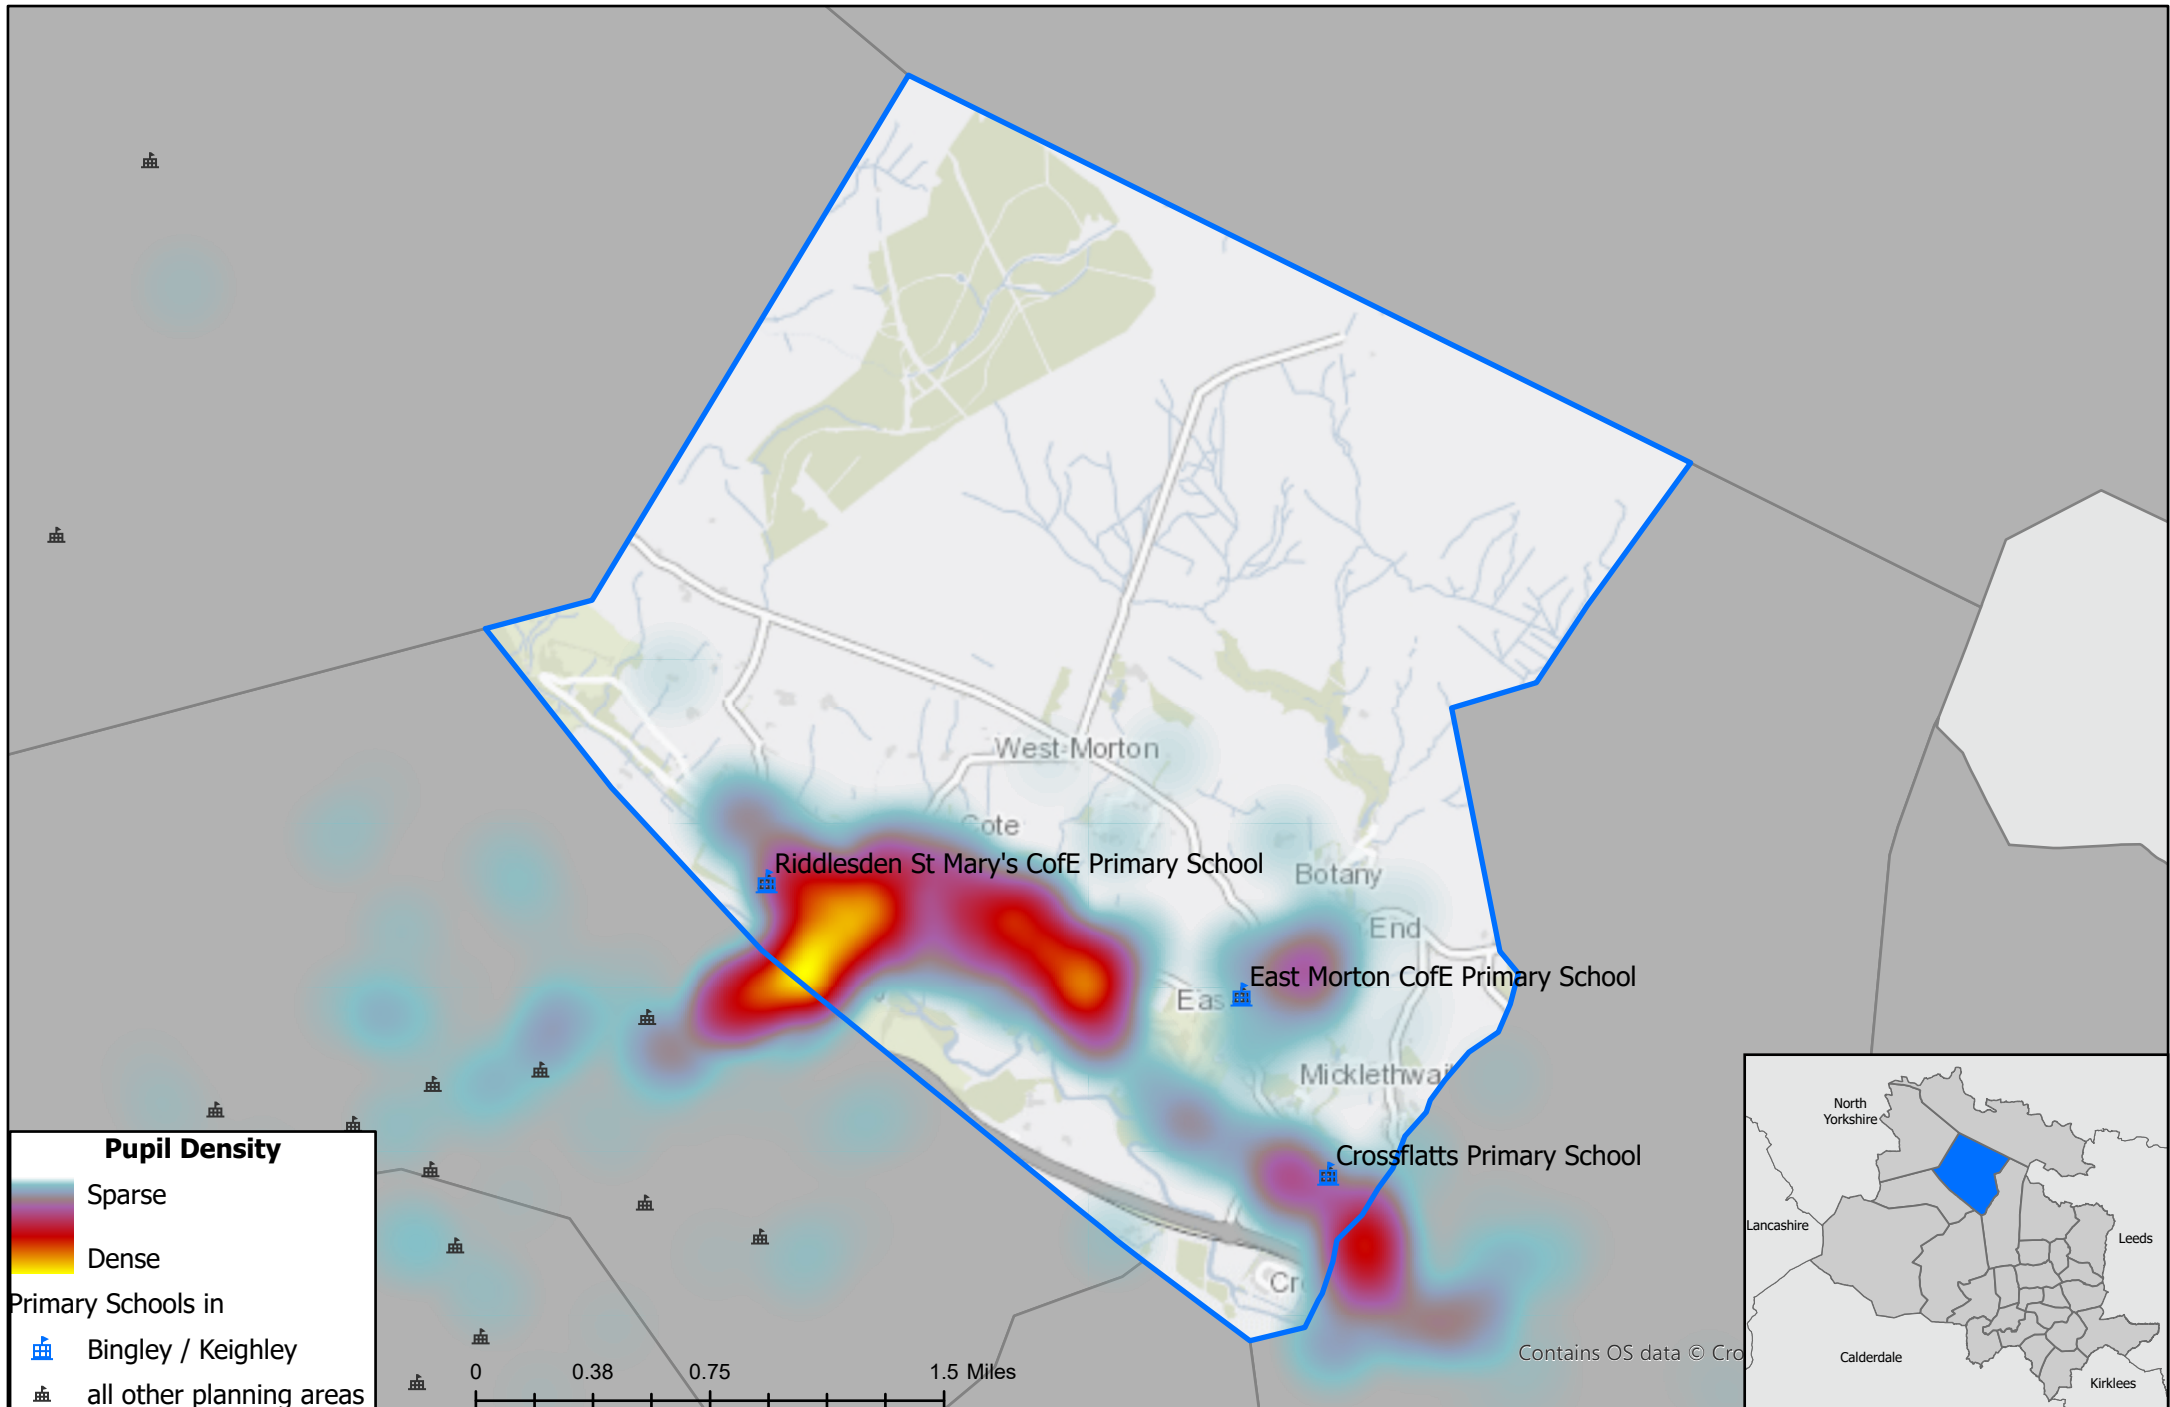 West Morton
Cote
Riddlesden St Mary's CofE Primary School
Botany
End
East Morton CofE Primary School
Eas
Micklethwai
Crossflatts Primary School
Cr
Pupil Density
Sparse
Dense
Primary Schools in
Bingley / Keighley
all other planning areas
0 0.38 0.75 1.5 Miles
Contains OS data © Cro
North
Yorkshire
Lancashire
Leeds
Calderdale
Kirklees